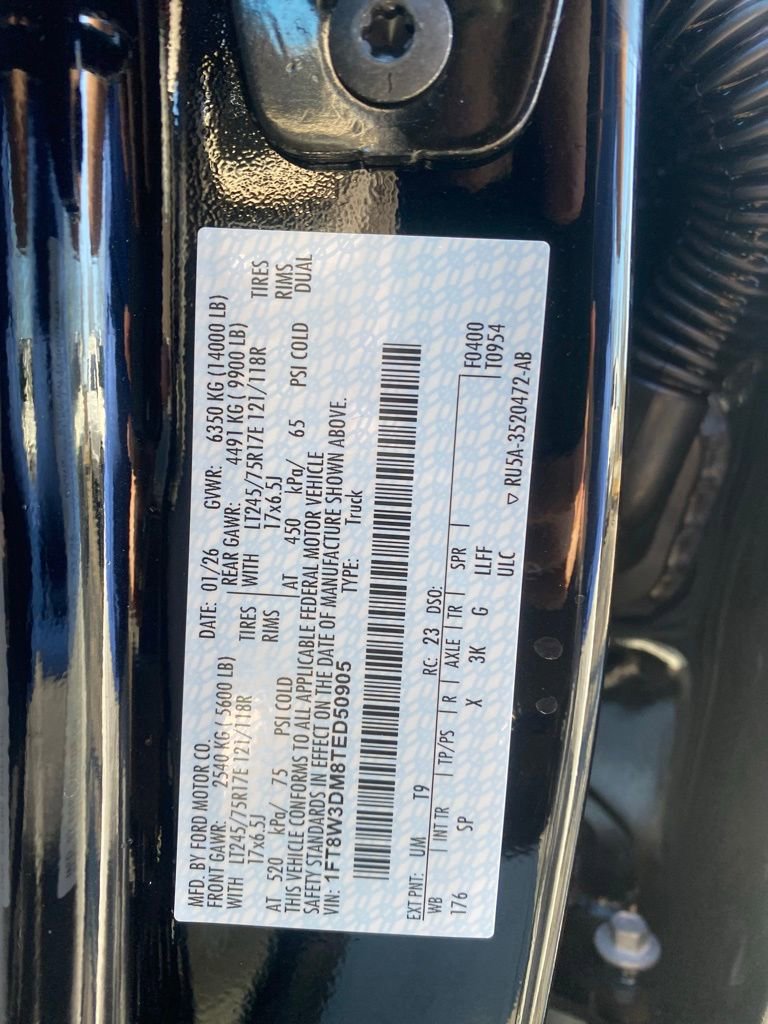 MFD. BY FORD MOTOR CO.
DATE: 01/26 GVWR: 6350 KG (14000 LB)
FRONT GAWR: 2540 KG ( 5600 LB)
REAR GAWR: 4491 KG ( 9900 LB)
WITH LT245/75R17E 121/118R TIRES
WITH LT245/75R17E 121/118R TIRES
17x6.5J RIMS
17x6.5J RIMS
AT 520 kPa/ 75 PSI COLD
AT 450 kPa/ 65 PSI COLD DUAL
THIS VEHICLE CONFORMS TO ALL APPLICABLE FEDERAL MOTOR VEHICLE
SAFETY STANDARDS IN EFFECT ON THE DATE OF MANUFACTURE SHOWN ABOVE.
VIN: 1FT8W3DM8TED50905 TYPE: Truck
EXT PNT: UM T9 RC: 23 DSO: F0400
WB INT TR TP/PS R AXLE TR SPR T0954
176 SP X 3K G LLFF
ULC ▽ RU5A-3520472-AB